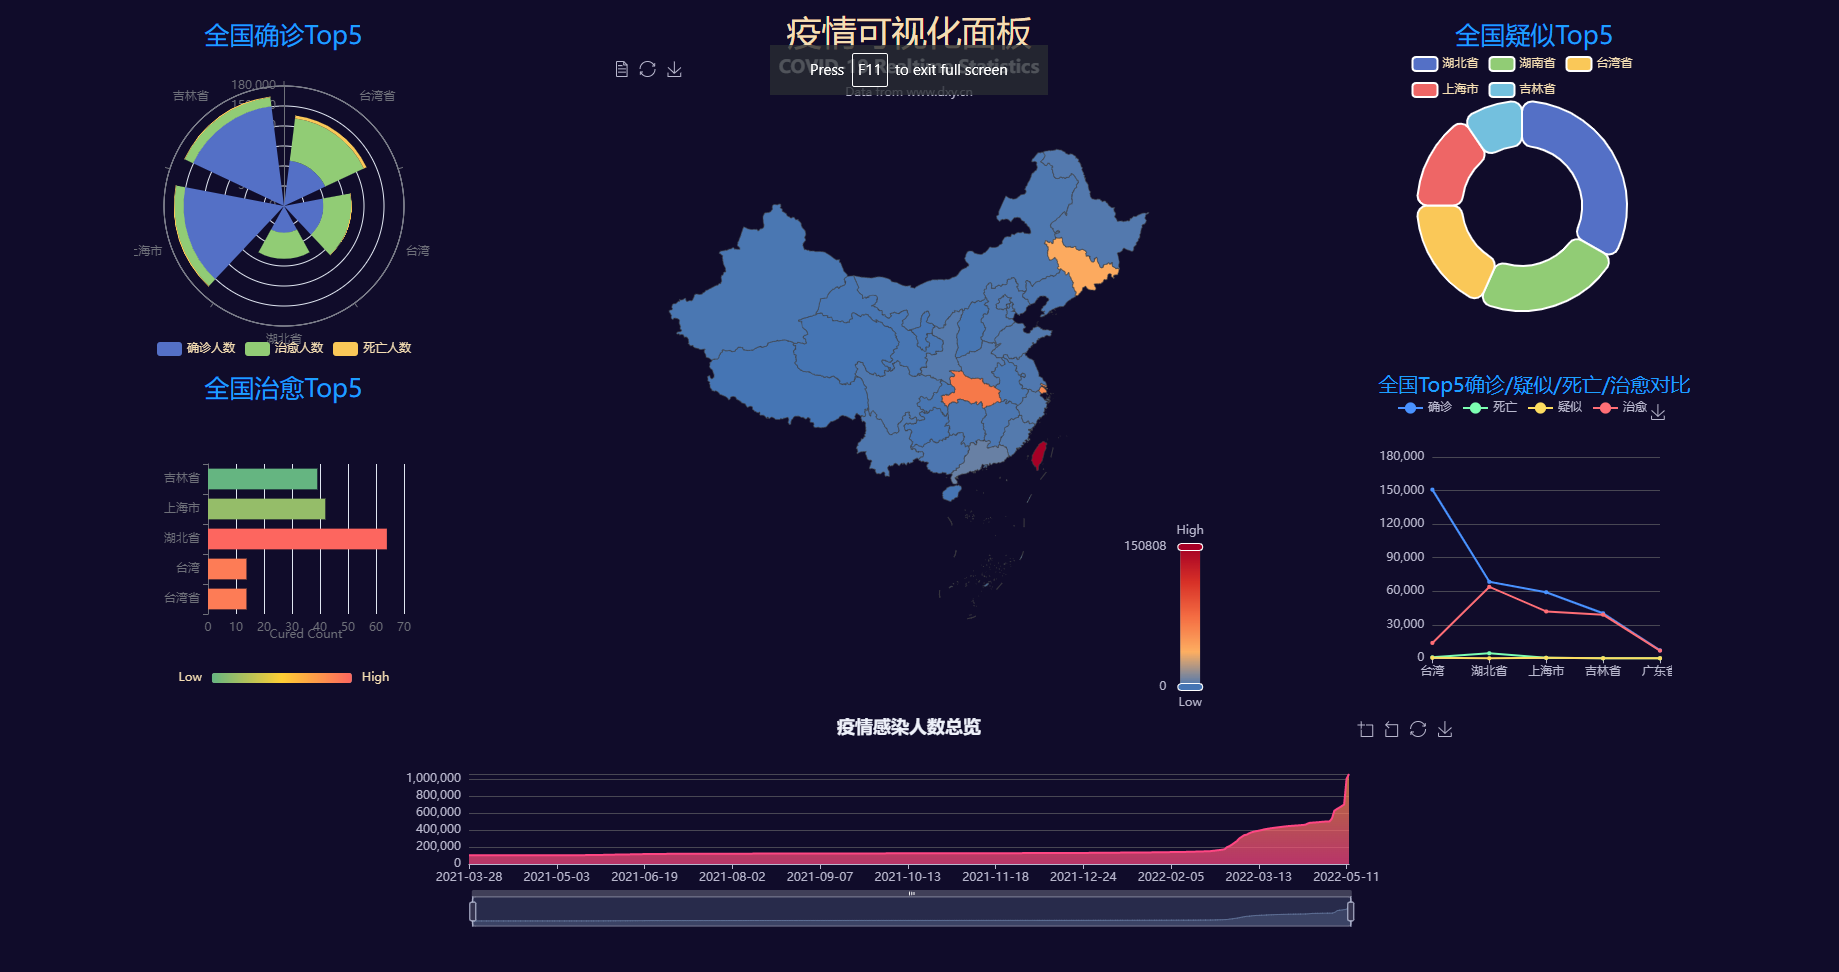 全国确诊Top5
180,000
吉林省
台湾省
上海市
台湾
湖北省
确诊人数
治愈人数
死亡人数
全国治愈Top5
吉林省
上海市
湖北省
台湾
台湾省
0 10 20 30 40 50 60 70
Cured Count
Low
High
疫情可视化面板
COVID-19 Realtime Statistics
Press F11 to exit full screen
Data from www.dxy.cn
High
150808
0
Low
全国疑似Top5
湖北省 湖南省 台湾省
上海市 吉林省
全国Top5确诊/疑似/死亡/治愈对比
确诊 死亡 疑似 治愈
180,000
150,000
120,000
90,000
60,000
30,000
0
台湾 湖北省 上海市 吉林省 广东省
疫情感染人数总览
1,000,000
800,000
600,000
400,000
200,000
0
2021-03-28 2021-05-03 2021-06-19 2021-08-02 2021-09-07 2021-10-13 2021-11-18 2021-12-24 2022-02-05 2022-03-13 2022-05-11